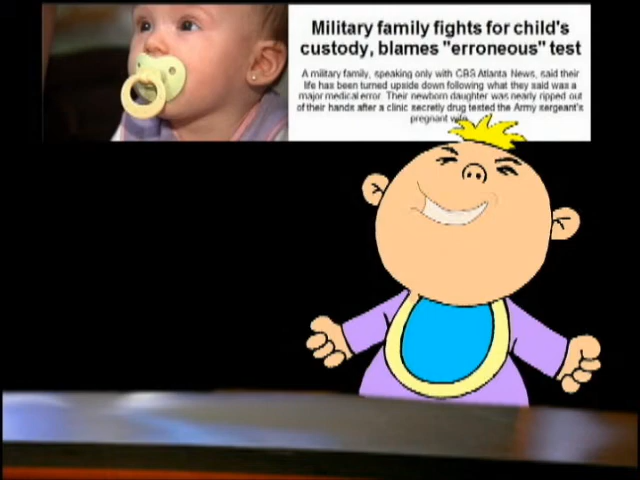 Military family fights for child's
custody, blames "erroneous" test
A military family, speaking only with CBS Atlanta News, said their
life has been turned upside down following what they said was a
major medical error. Their newborn daughter was nearly ripped out
of their hands after a clinic secretly drug tested the Army sergeant's
pregnant wife.